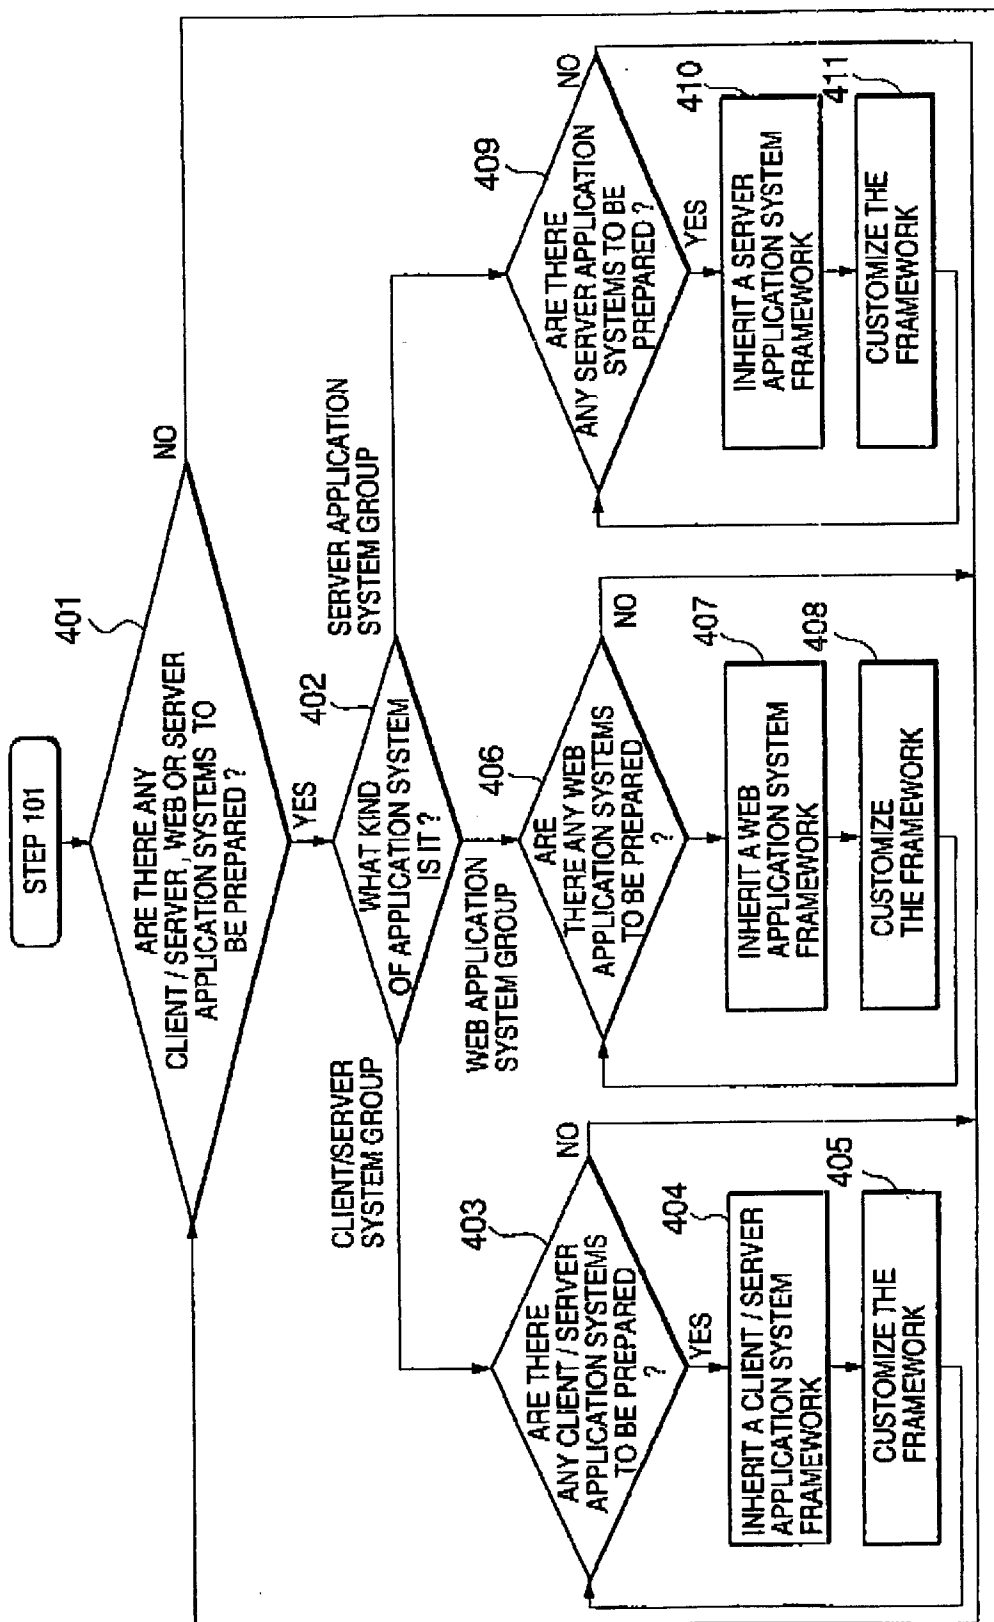 STEP 101
401
ARE THERE ANY
CLIENT / SERVER, WEB OR SERVER
APPLICATION SYSTEMS TO
BE PREPARED ?
NO
YES
402
WHAT KIND
OF APPLICATION SYSTEM
IS IT ?
CLIENT/SERVER
SYSTEM GROUP
WEB APPLICATION
SYSTEM GROUP
SERVER APPLICATION
SYSTEM GROUP
403
ARE THERE
ANY CLIENT / SERVER
APPLICATION SYSTEMS
TO BE PREPARED
?
NO
YES
404
INHERIT A CLIENT / SERVER
APPLICATION SYSTEM
FRAMEWORK
405
CUSTOMIZE THE
FRAMEWORK
406
ARE
THERE ANY WEB
APPLICATION SYSTEMS
TO BE PREPARED
?
NO
407
INHERIT A WEB
APPLICATION SYSTEM
FRAMEWORK
408
CUSTOMIZE
THE FRAMEWORK
409
ARE THERE
ANY SERVER APPLICATION
SYSTEMS TO BE
PREPARED ?
NO
YES
410
INHERIT A SERVER
APPLICATION SYSTEM
FRAMEWORK
411
CUSTOMIZE THE
FRAMEWORK